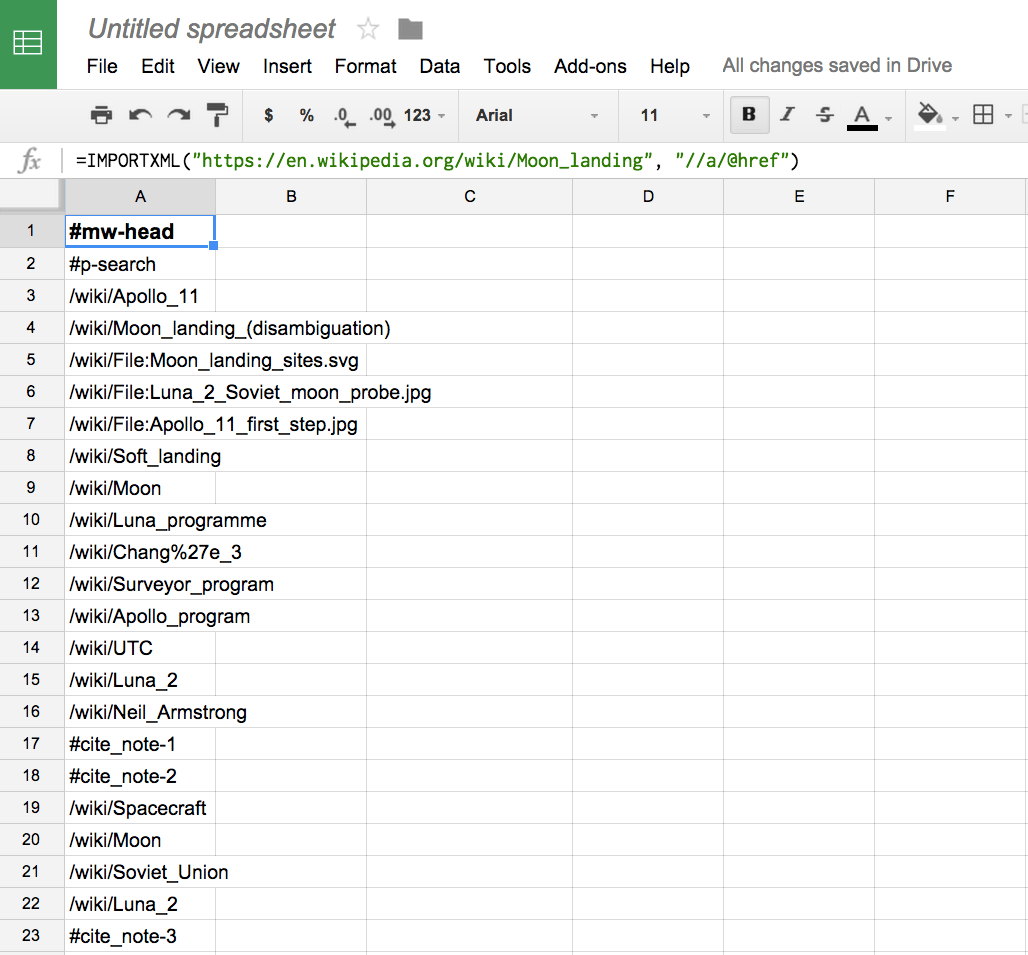 Untitled spreadsheet
File Edit View Insert Format Data Tools Add-ons Help All changes saved in Drive
$ % .0 .00 123 Arial 11 B I S A
fx =IMPORTXML("https://en.wikipedia.org/wiki/Moon_landing", "//a/@href")
A B C D E F
1 #mw-head
2 #p-search
3 /wiki/Apollo_11
4 /wiki/Moon_landing_(disambiguation)
5 /wiki/File:Moon_landing_sites.svg
6 /wiki/File:Luna_2_Soviet_moon_probe.jpg
7 /wiki/File:Apollo_11_first_step.jpg
8 /wiki/Soft_landing
9 /wiki/Moon
10 /wiki/Luna_programme
11 /wiki/Chang%27e_3
12 /wiki/Surveyor_program
13 /wiki/Apollo_program
14 /wiki/UTC
15 /wiki/Luna_2
16 /wiki/Neil_Armstrong
17 #cite_note-1
18 #cite_note-2
19 /wiki/Spacecraft
20 /wiki/Moon
21 /wiki/Soviet_Union
22 /wiki/Luna_2
23 #cite_note-3